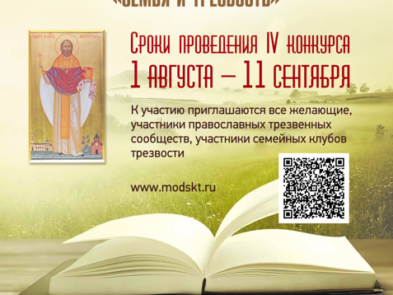 «СЕМЬЯ И ТРЕЗВОСТЬ»
Сроки проведения IV конкурса
1 августа – 11 сентября
К участию приглашаются все желающие,
участники православных трезвенных
сообществ, участники семейных клубов
трезвости
www.modskt.ru